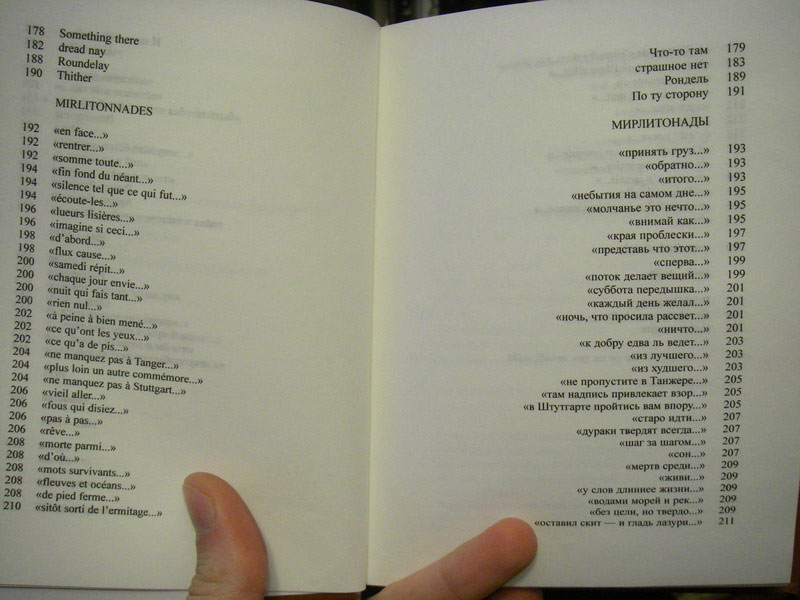 178 Something there
182 dread nay
188 Roundelay
190 Thither
MIRLITONNADES
192 «en face...»
192 «rentrer...»
192 «somme toute...»
194 «fin fond du néant...»
194 «silence tel que ce qui fut...»
194 «écoute-les...»
196 «lueurs lisières...»
196 «imagine si ceci...»
198 «d'abord...»
198 «flux cause...»
200 «samedi répit...»
200 «chaque jour envie...»
200 «nuit qui fais tant...»
200 «rien nul...»
202 «à peine à bien mené...»
202 «ce qu'ont les yeux...»
202 «ce qu'a de pis...»
204 «ne manquez pas à Tanger...»
204 «plus loin un autre commémore...»
204 «ne manquez pas à Stuttgart...»
206 «vieil aller...»
206 «fous qui disiez...»
206 «pas à pas...»
206 «rêve...»
208 «morte parmi...»
208 «d'où...»
208 «mots survivants...»
208 «fleuves et océans...»
208 «de pied ferme...»
210 «sitôt sorti de l'ermitage...»
Что-то там 179
страшное нет 183
Рондель 189
По ту сторону 191
МИРЛИТОНАДЫ
«принять груз...» 193
«обратно...» 193
«итого...» 193
«небытия на самом дне...» 195
«молчанье это нечто...» 195
«внимай как...» 195
«края проблески...» 197
«представь что этот...» 197
«сперва...» 199
«поток делает вещий...» 199
«суббота передышка...» 201
«каждый день желал...» 201
«ночь, что просила рассвет...» 201
«ничто...» 201
«к добру едва ль ведет...» 203
«из лучшего...» 203
«из худшего...» 203
«не пропустите в Танжере...» 205
«там надпись привлекает взор...» 205
«в Штутгарте пройтись вам впору...» 205
«старо идти...» 207
«дураки твердят всегда...» 207
«шаг за шагом...» 207
«сон...» 207
«мертв среди...» 209
«живи...» 209
«у слов длиннее жизни...» 209
«водами морей и рек...» 209
«без цели, но твердо...» 209
«оставил скит — и гладь лазури...» 211